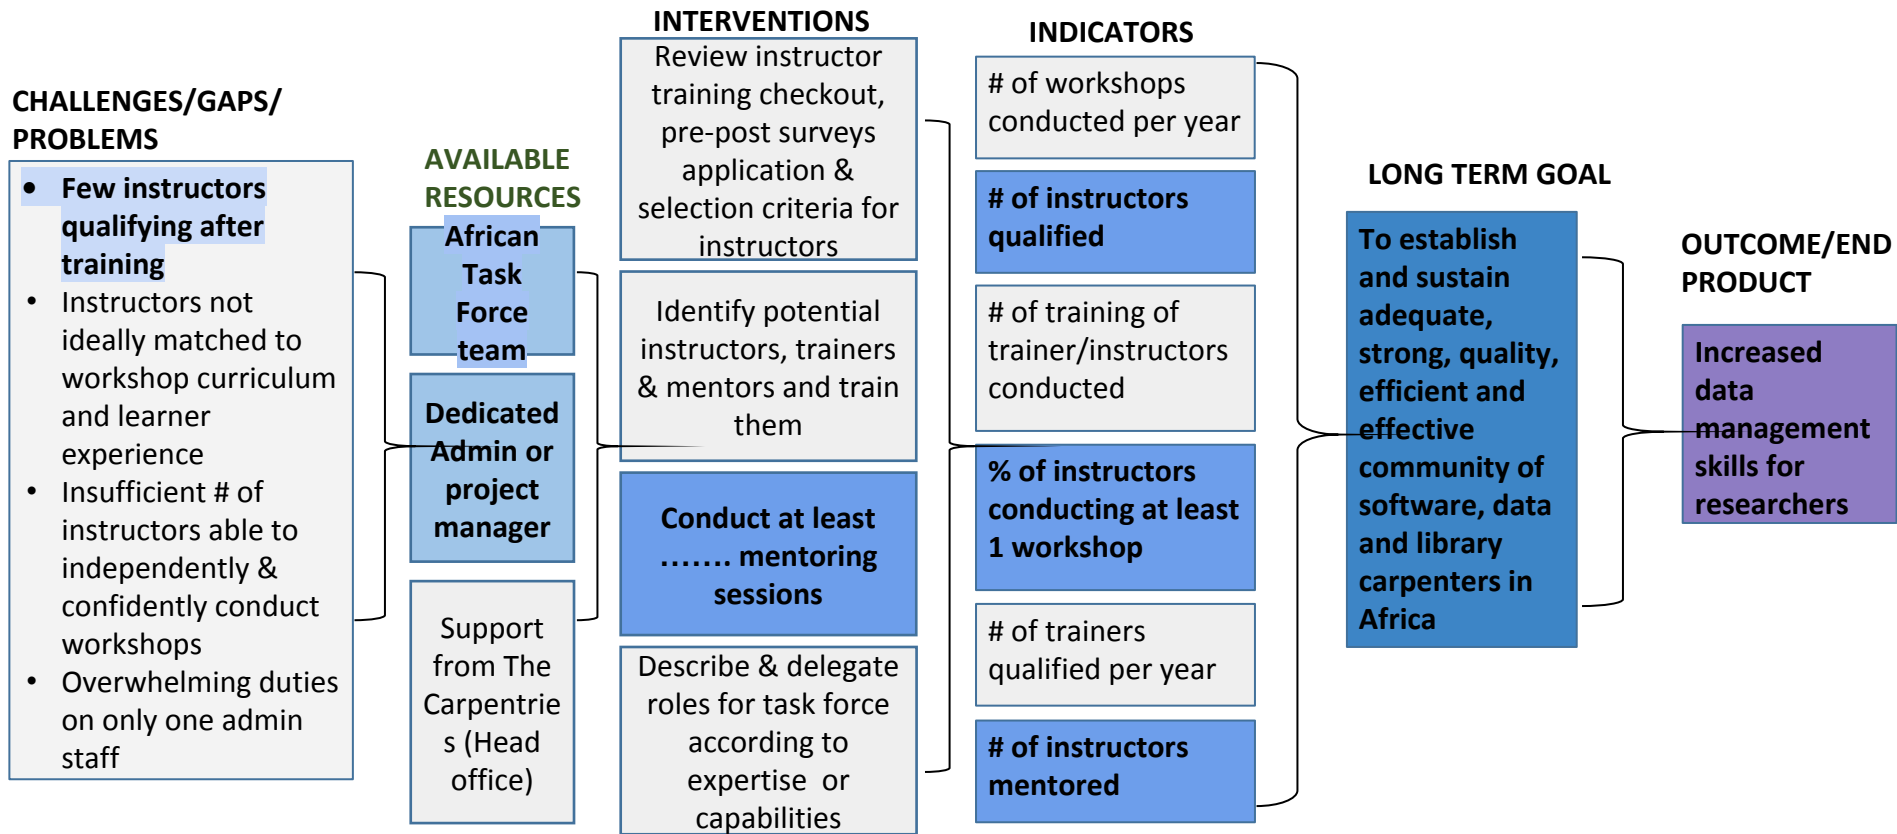 CHALLENGES/GAPS/
PROBLEMS
• Few instructors
qualifying after
training
• Instructors not
ideally matched to
workshop curriculum
and learner
experience
• Insufficient # of
instructors able to
independently &
confidently conduct
workshops
• Overwhelming duties
on only one admin
staff
AVAILABLE
RESOURCES
African
Task
Force
team
Dedicated
Admin or
project
manager
Support
from The
Carpentrie
s (Head
office)
INTERVENTIONS
Review instructor
training checkout,
pre-post surveys
application &
selection criteria for
instructors
Identify potential
instructors, trainers
& mentors and train
them
Conduct at least
....... mentoring
sessions
Describe & delegate
roles for task force
according to
expertise or
capabilities
INDICATORS
# of workshops
conducted per year
# of instructors
qualified
# of training of
trainer/instructors
conducted
% of instructors
conducting at least
1 workshop
# of trainers
qualified per year
# of instructors
mentored
LONG TERM GOAL
To establish
and sustain
adequate,
strong, quality,
efficient and
effective
community of
software, data
and library
carpenters in
Africa
OUTCOME/END
PRODUCT
Increased
data
management
skills for
researchers